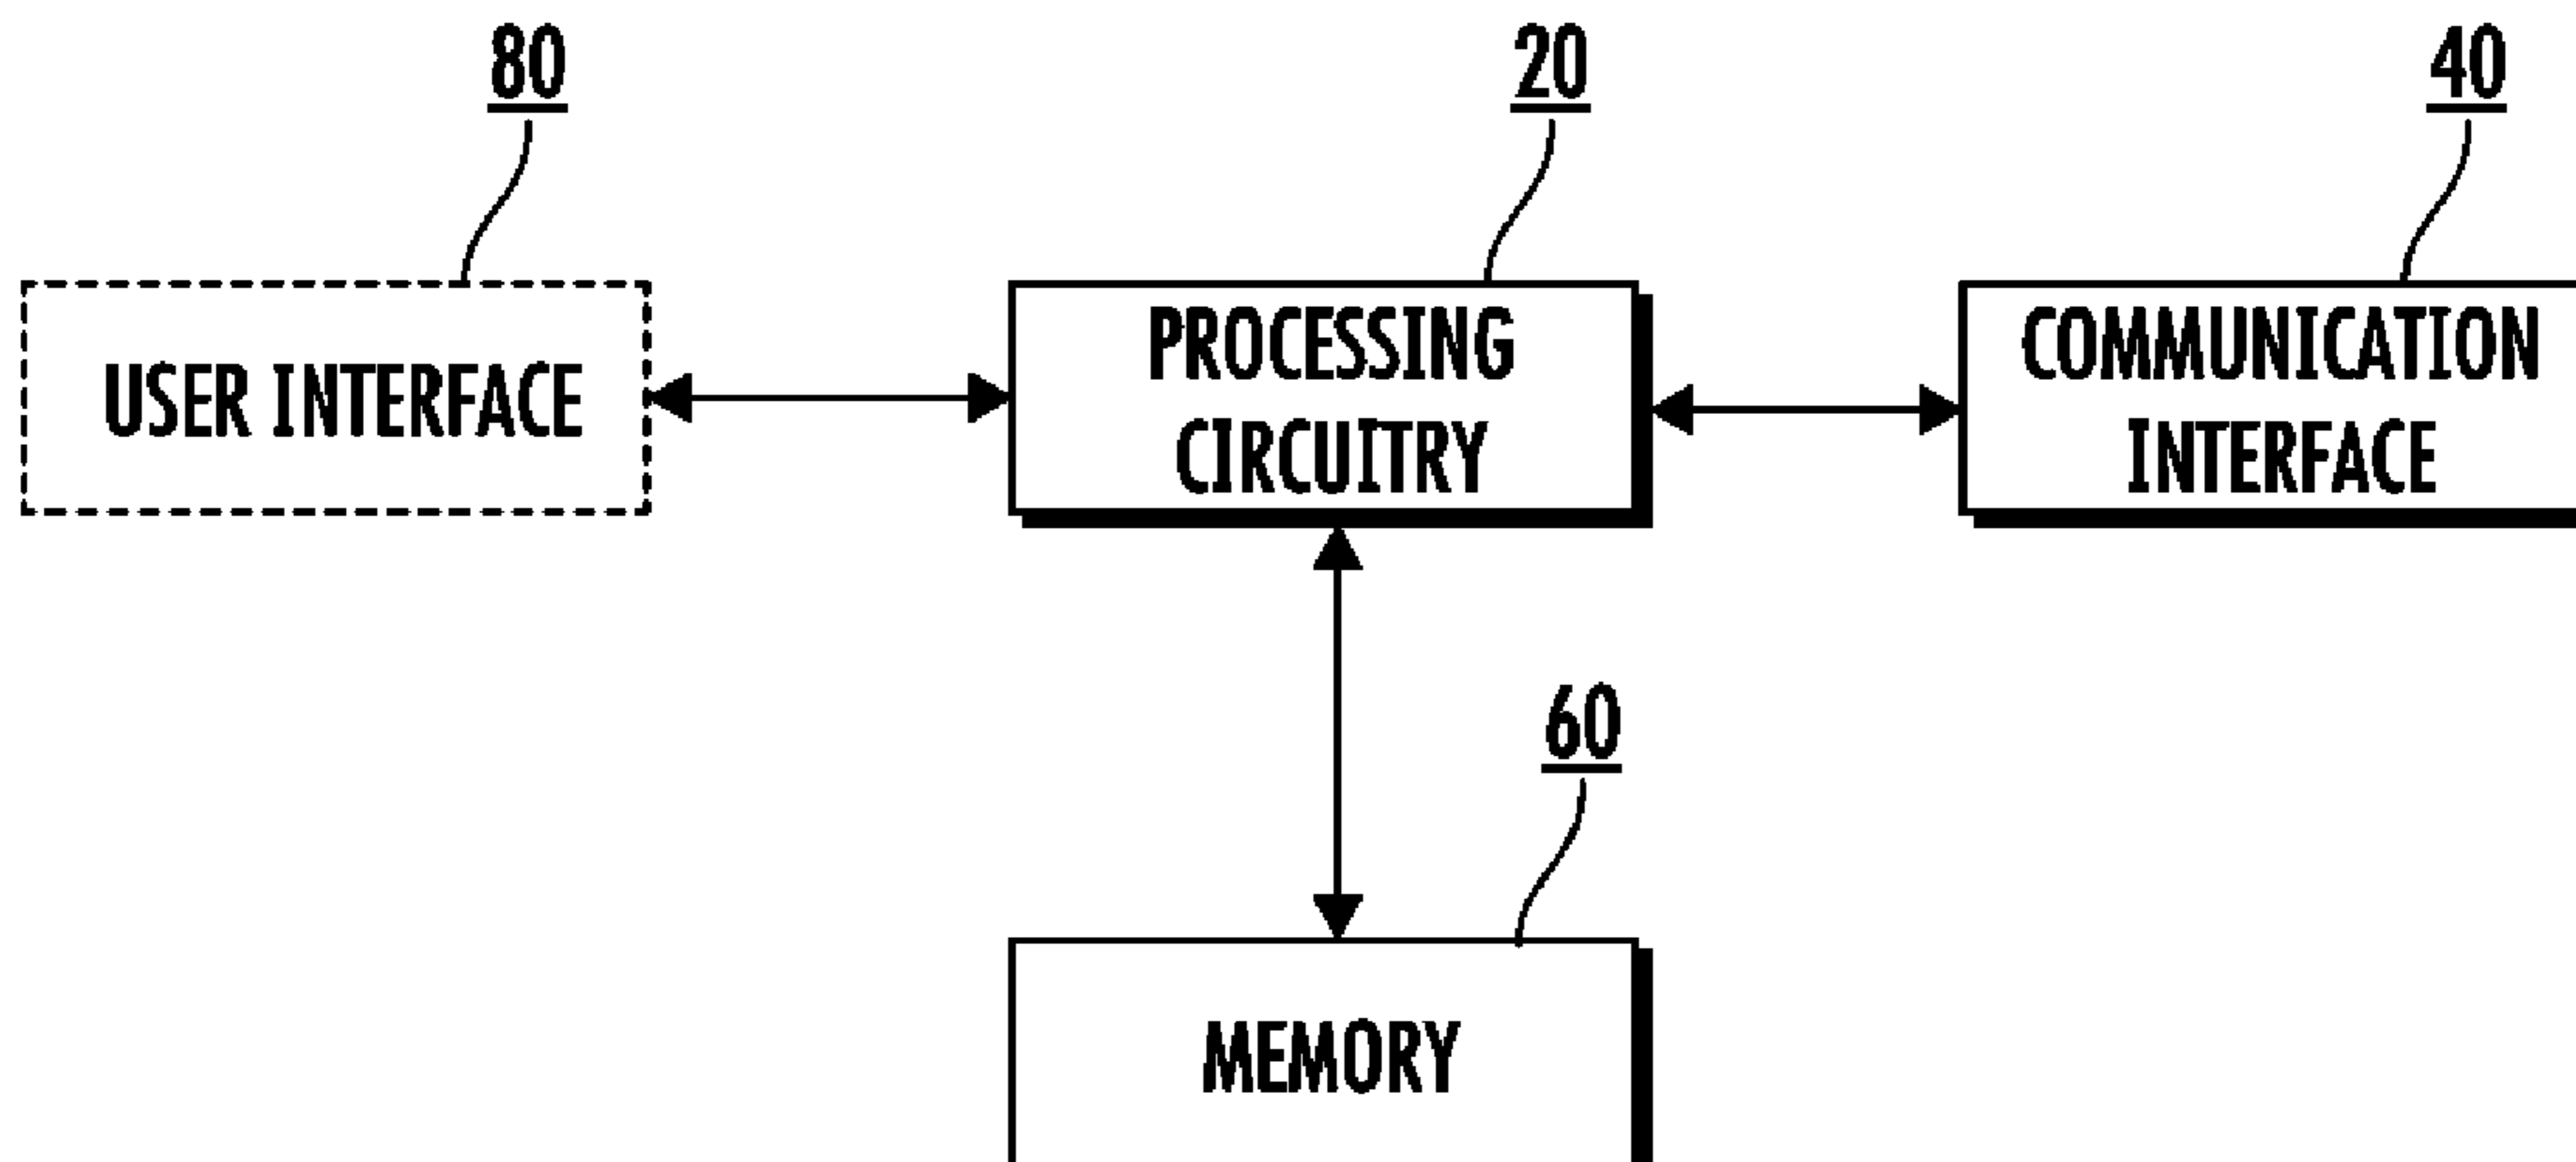 80
20
40
USER INTERFACE
PROCESSING
CIRCUITRY
COMMUNICATION
INTERFACE
60
MEMORY